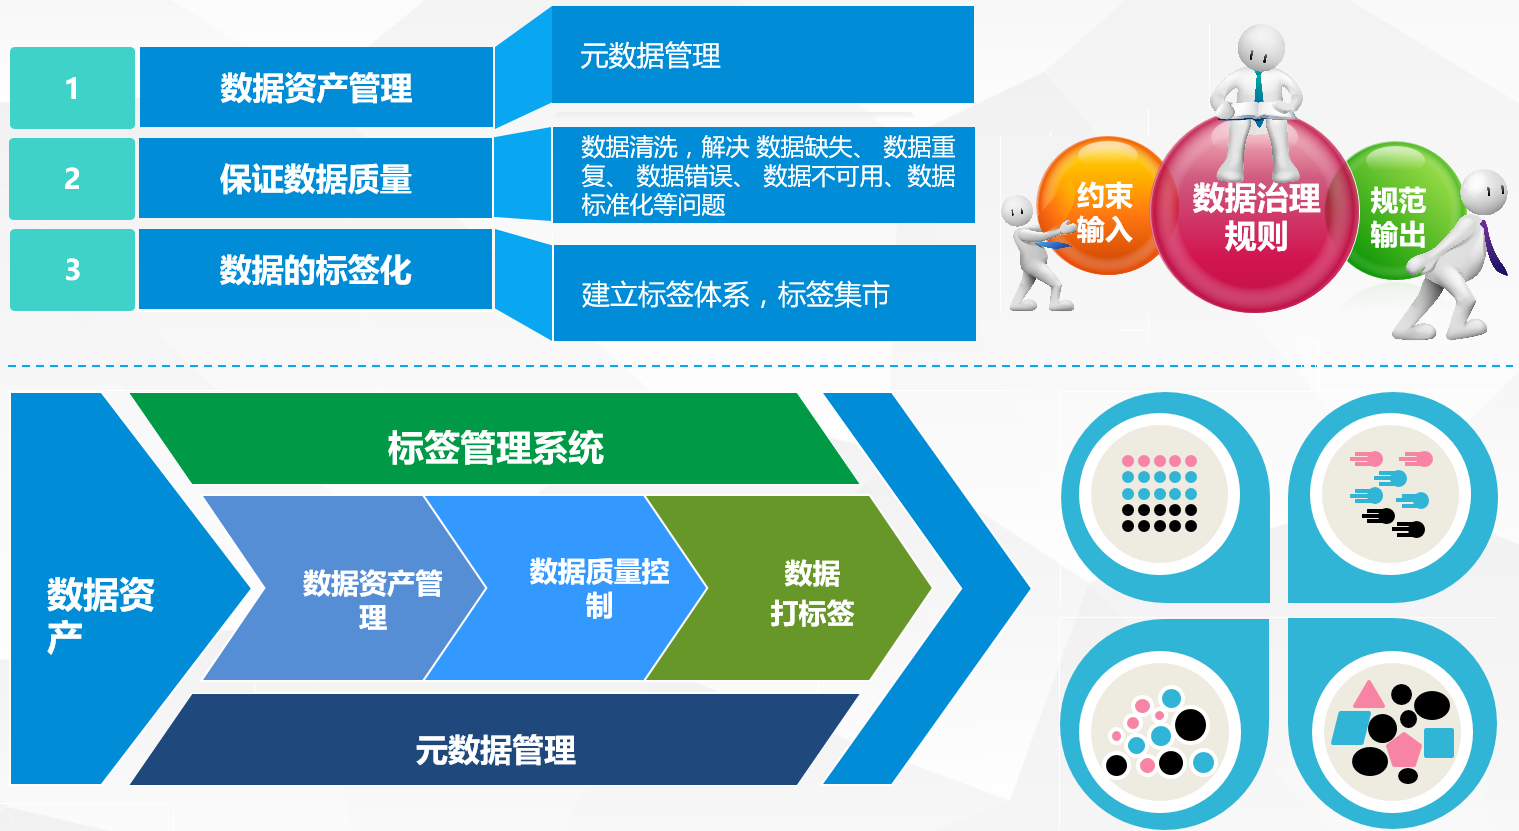 1
数据资产管理
元数据管理
2
保证数据质量
数据清洗，解决 数据缺失、 数据重
复、 数据错误、 数据不可用、数据
标准化等问题
3
数据的标签化
建立标签体系，标签集市
约束
输入
数据治理
规则
规范
输出
数据资
产
标签管理系统
数据资产管
理
数据质量控
制
数据
打标签
元数据管理